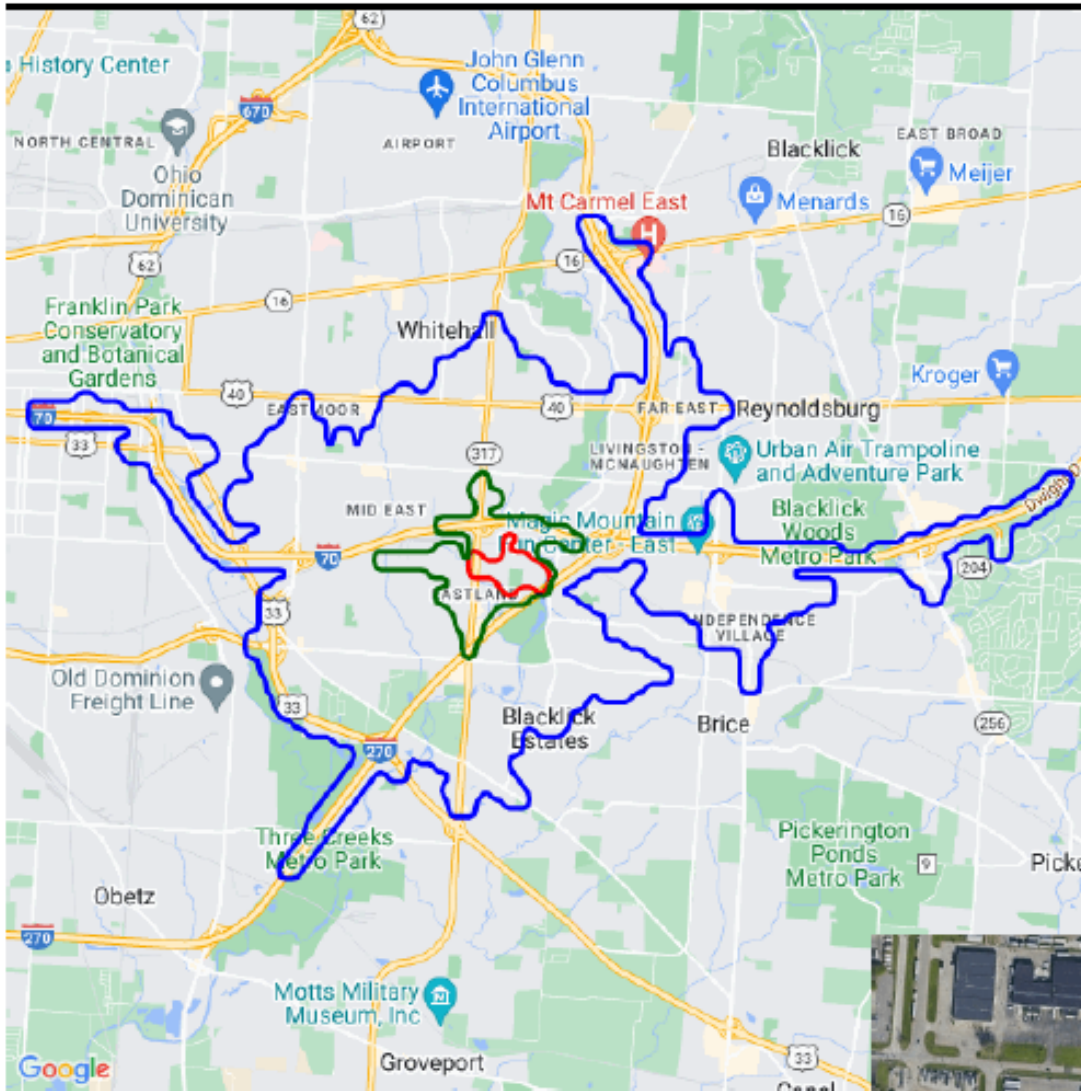 62
John Glenn
Columbus
International
Airport
History Center
670
NORTH CENTRAL
AIRPORT
EAST BROAD
Blacklick
Ohio
Dominican
University
Meijer
Mt Carmel East
Menards
16
62
16
16
Franklin Park
Conservatory
and Botanical
Gardens
Whitehall
Kroger
40
70
EASTMOOR
40
FAR EAST
Reynoldsburg
33
317
LIVINGSTON -
MCNAUGHTEN
Urban Air Trampoline
and Adventure Park
MID EAST
Magic Mountain
Fun Center - East
Blacklick
Woods
Metro Park
70
204
EASTLAND
33
INDEPENDENCE
VILLAGE
Old Dominion
Freight Line
33
Blacklick
Estates
Brice
256
270
Three Creeks
Metro Park
Pickerington
Ponds
Metro Park
9
Picke
Obetz
270
Motts Military
Museum, Inc
Groveport
33
Canal
Google